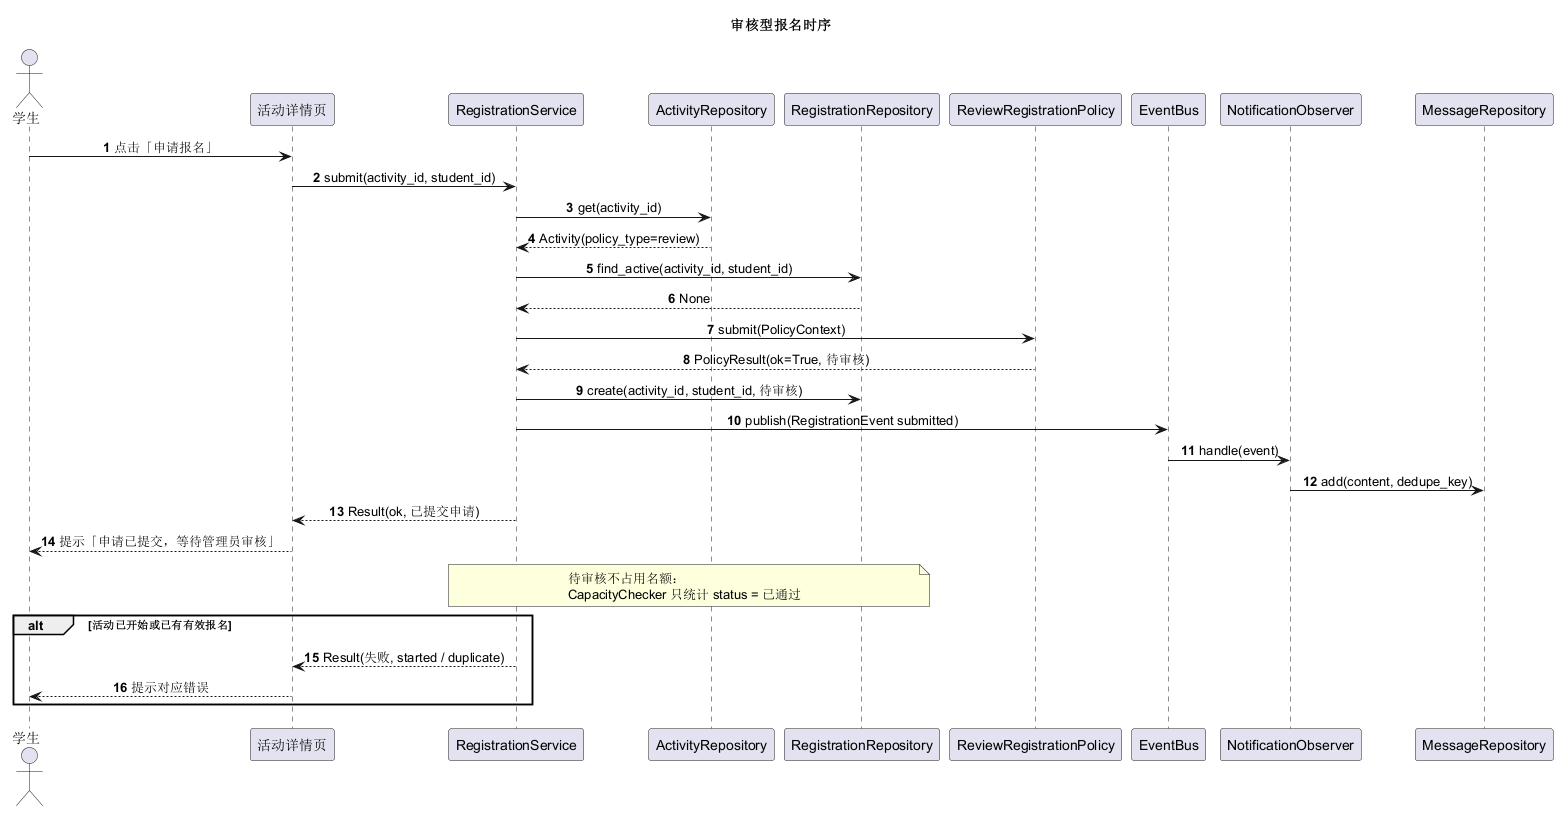 审核型报名时序
学生
活动详情页
RegistrationService
ActivityRepository
RegistrationRepository
ReviewRegistrationPolicy
EventBus
NotificationObserver
MessageRepository
1 点击「申请报名」
2 submit(activity_id, student_id)
3 get(activity_id)
4 Activity(policy_type=review)
5 find_active(activity_id, student_id)
6 None
7 submit(PolicyContext)
8 PolicyResult(ok=True, 待审核)
9 create(activity_id, student_id, 待审核)
10 publish(RegistrationEvent submitted)
11 handle(event)
12 add(content, dedupe_key)
13 Result(ok, 已提交申请)
14 提示「申请已提交，等待管理员审核」
待审核不占用名额：
CapacityChecker 只统计 status = 已通过
alt [活动已开始或已有有效报名]
15 Result(失败, started / duplicate)
16 提示对应错误
学生
活动详情页
RegistrationService
ActivityRepository
RegistrationRepository
ReviewRegistrationPolicy
EventBus
NotificationObserver
MessageRepository